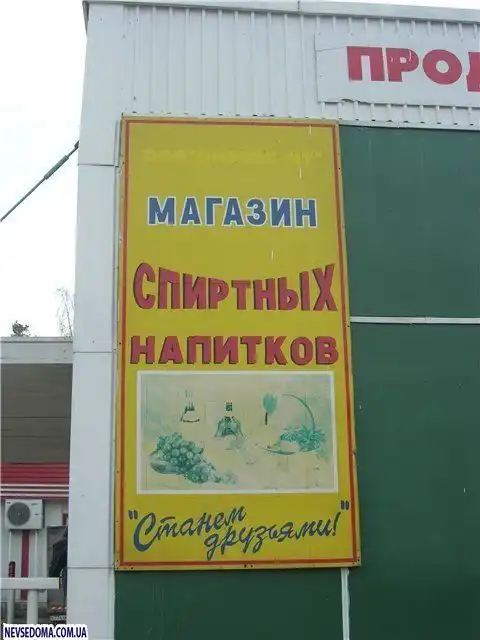 ПРОД
МАГАЗИН
СПИРТНЫХ
НАПИТКОВ
"Станем
друзьями!"
NEVSEDOMA.COM.UA